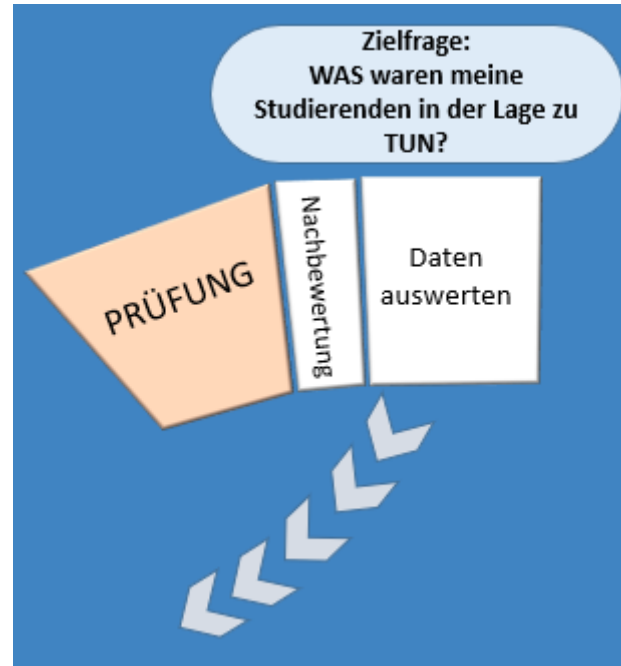 Zielfrage:
WAS waren meine
Studierenden in der Lage zu
TUN?
PRÜFUNG
Nachbewertung
Daten
auswerten